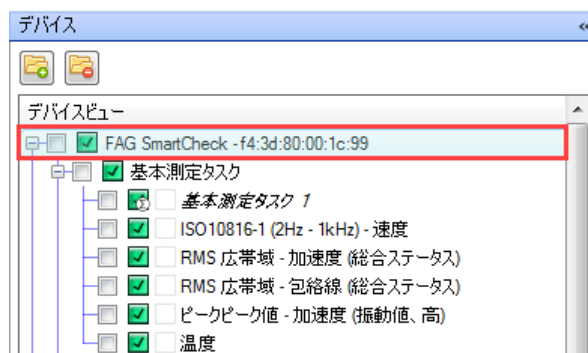 デバイス
デバイスビュー
FAG SmartCheck - f4:3d:80:00:1c:99
基本測定タスク
基本測定タスク 1
ISO10816-1 (2Hz - 1kHz) - 速度
RMS 広帯域 - 加速度 (総合ステータス)
RMS 広帯域 - 包絡線 (総合ステータス)
ピークピーク値 - 加速度 (振動値、高)
温度